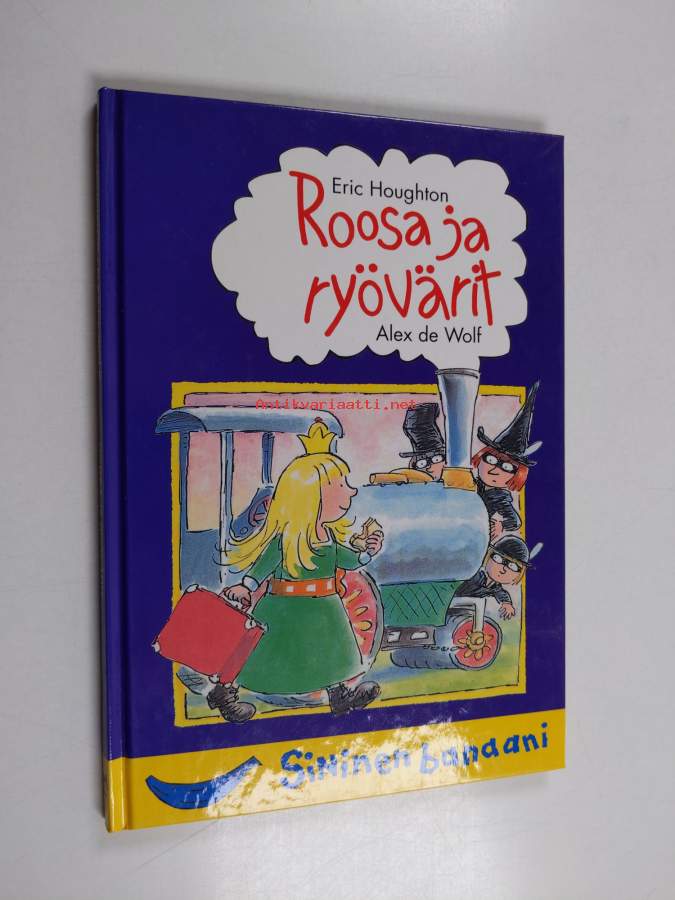 Eric Houghton
Roosa ja
ryövärit
Alex de Wolf
Antikvariaatti.net
Sininen banaani